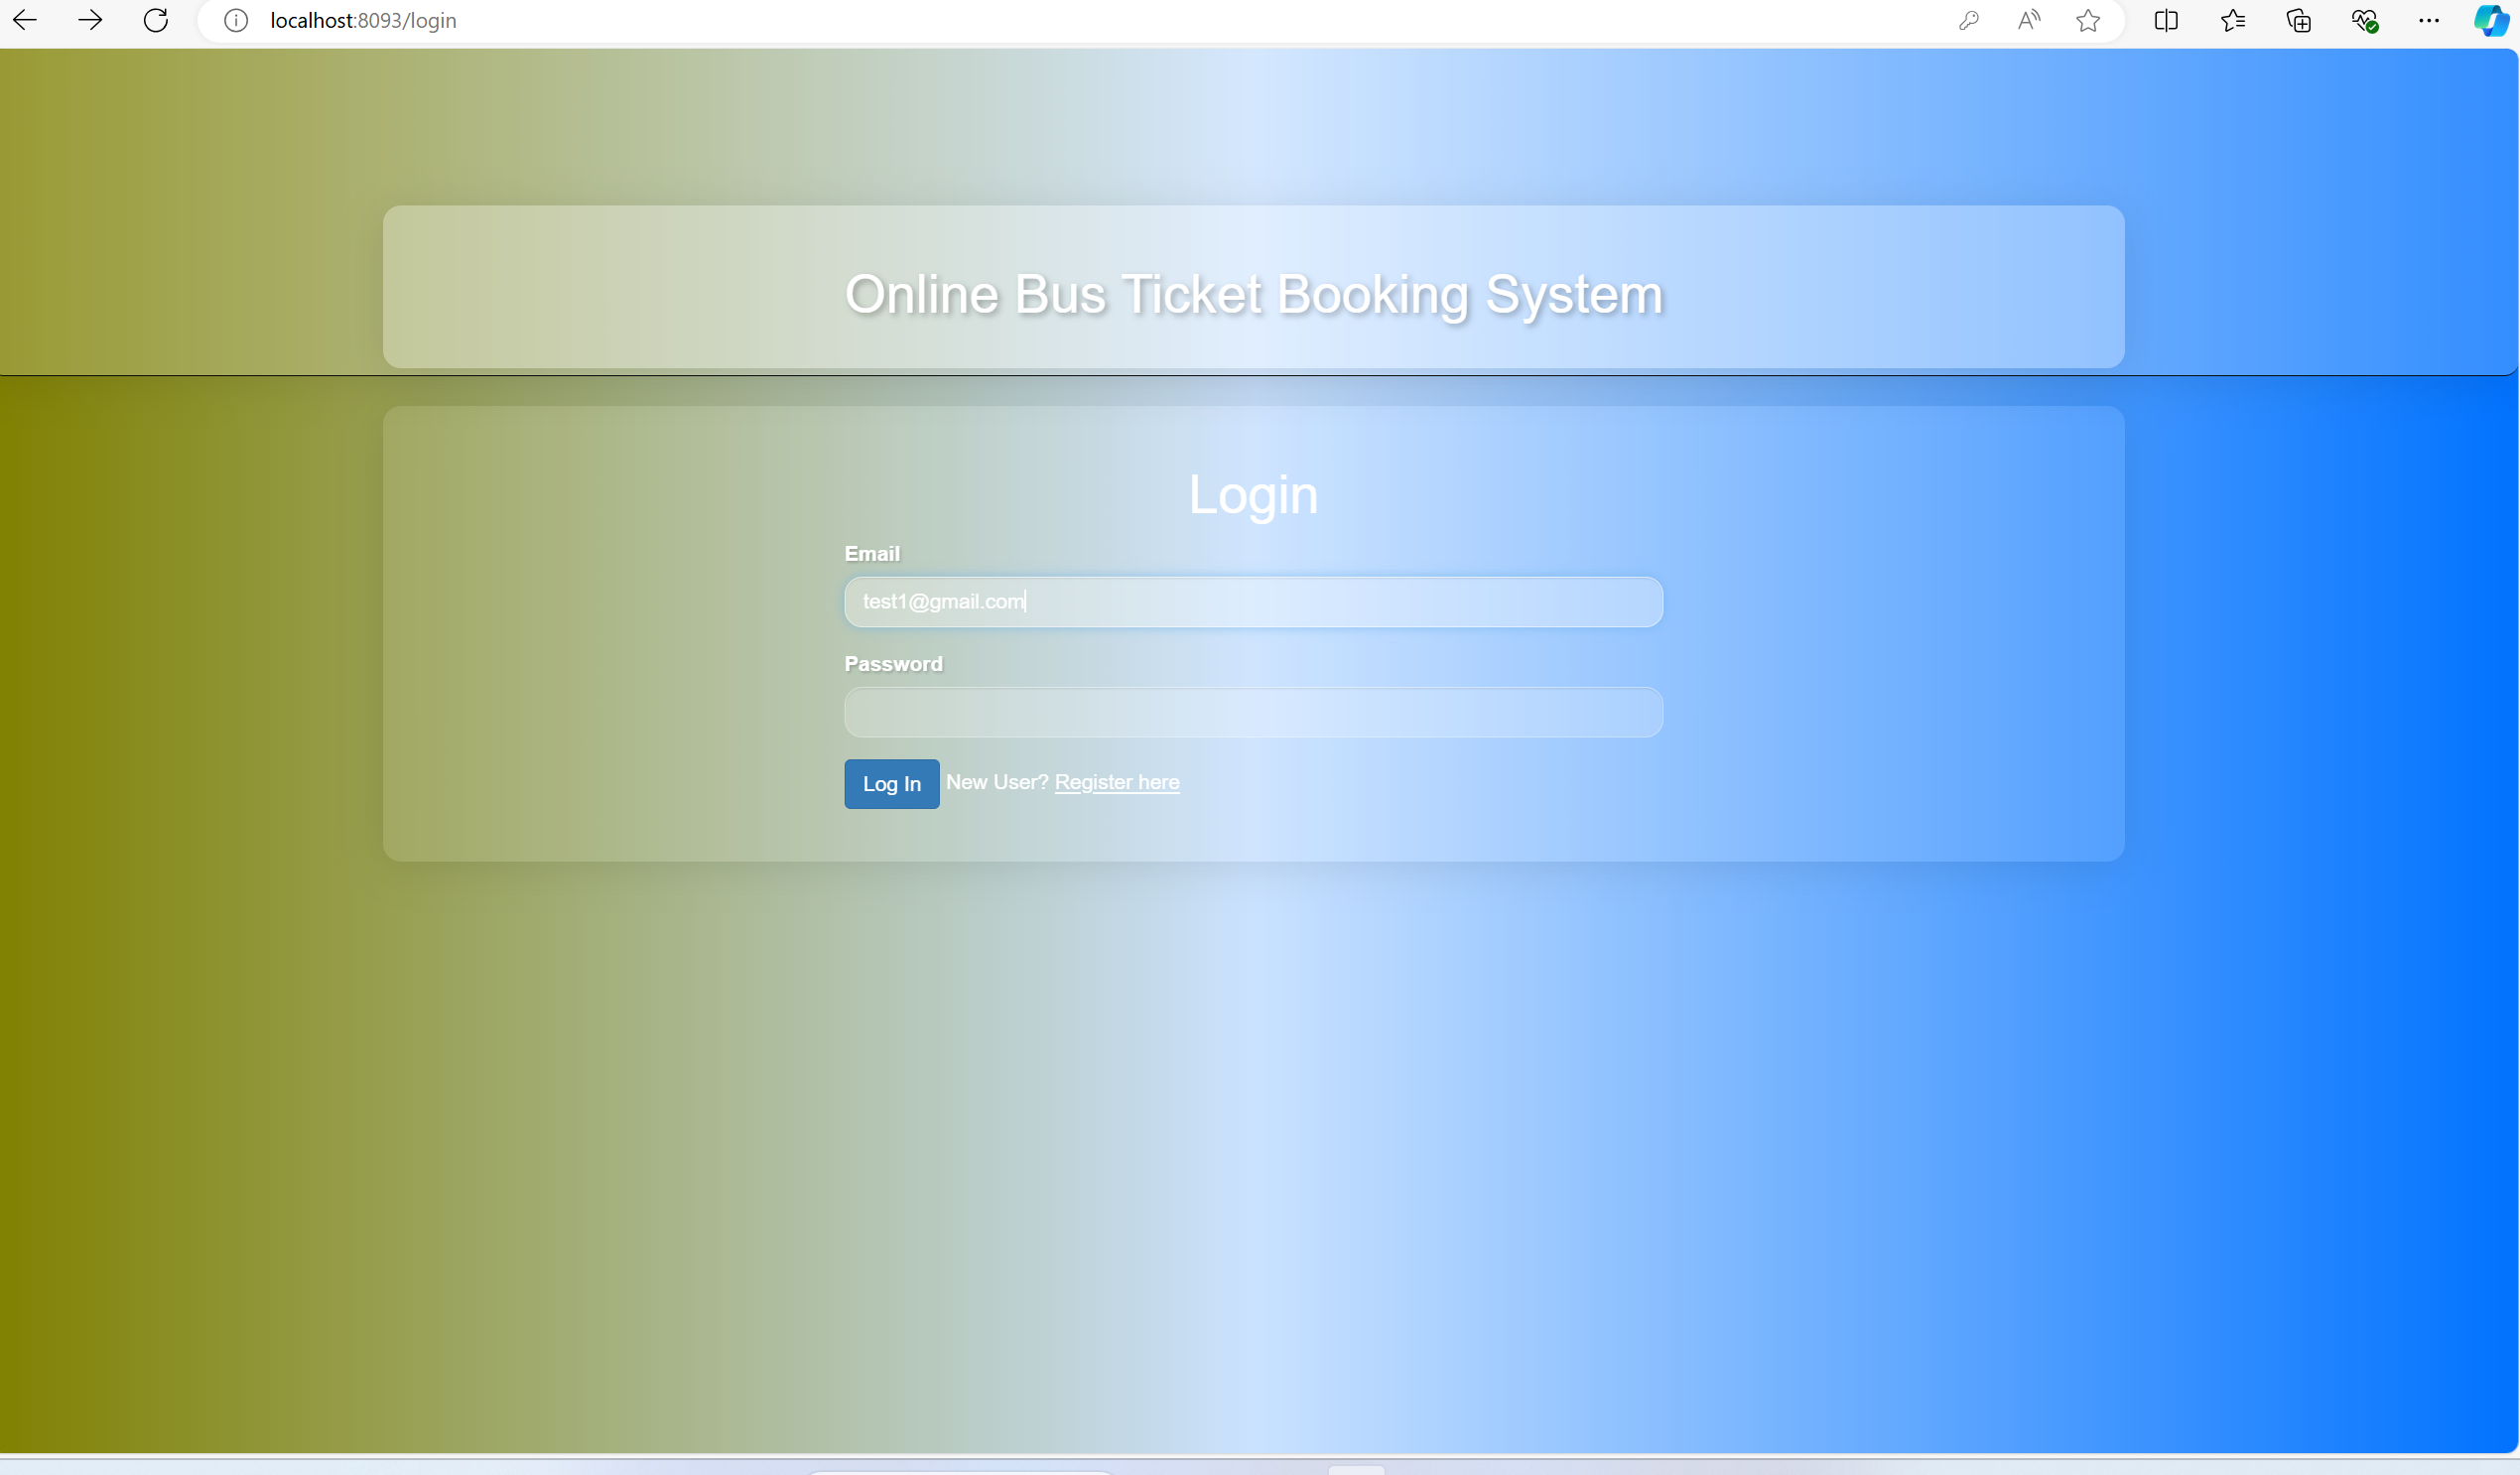 localhost:8093/login
Online Bus Ticket Booking System
Login
Email
test1@gmail.com
Password
Log In New User? Register here